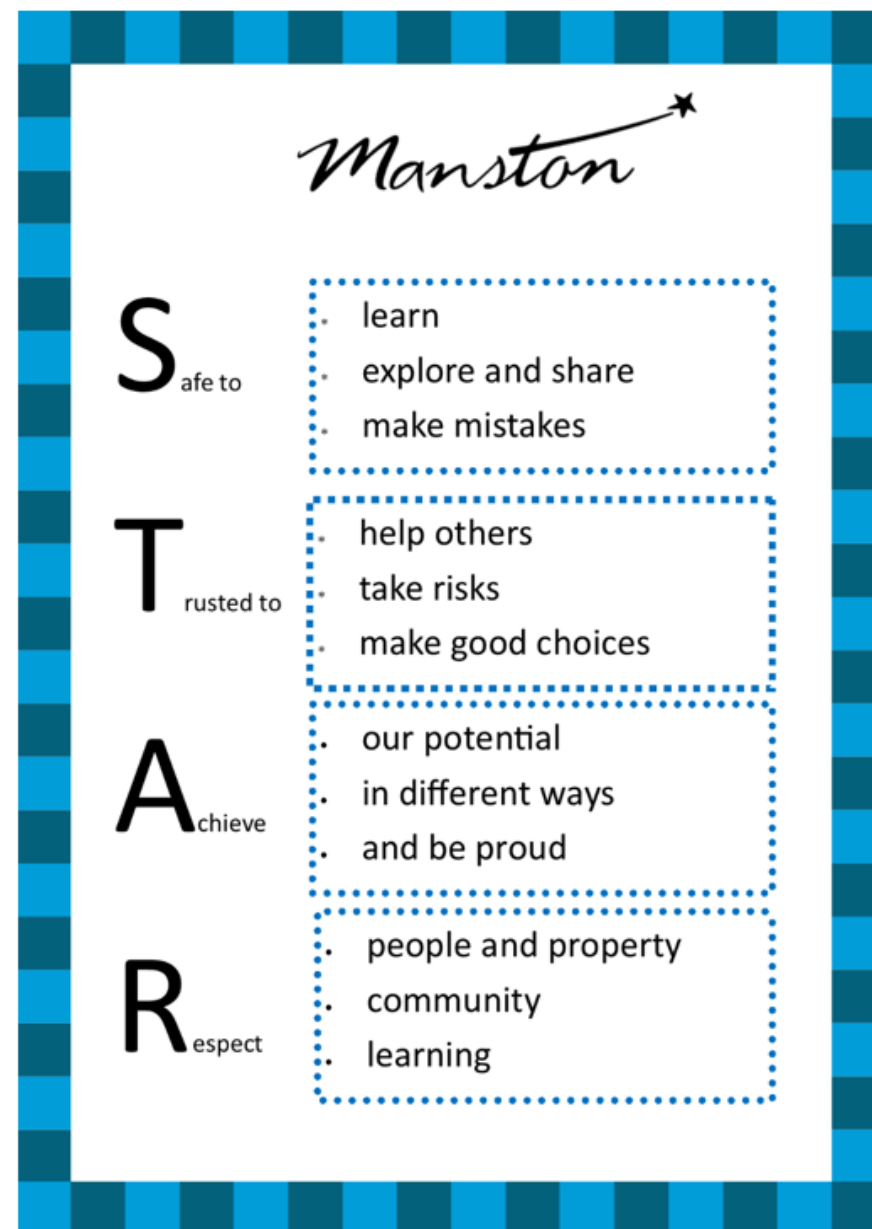 Manston
Safe to
learn
explore and share
make mistakes
Trusted to
help others
take risks
make good choices
Achieve
our potential
in different ways
and be proud
Respect
people and property
community
learning